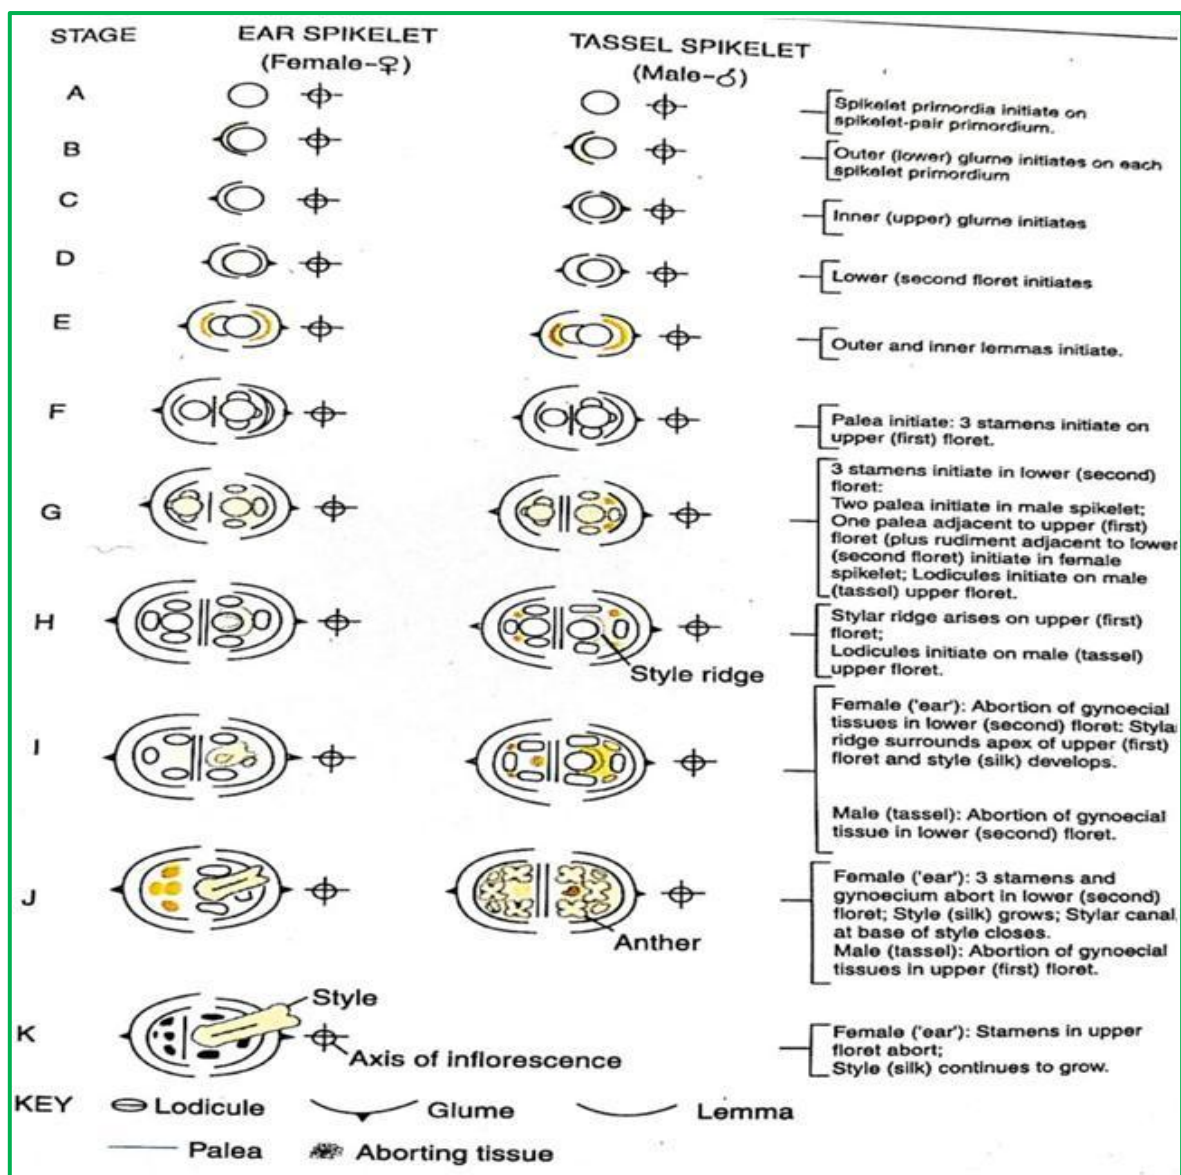 STAGE
EAR SPIKELET
(Female-♀)
TASSEL SPIKELET
(Male-♂)
A
Spikelet primordia initiate on
spikelet-pair primordium.
B
Outer (lower) glume initiates on each
spikelet primordium
C
Inner (upper) glume initiates
D
Lower (second floret initiates
E
Outer and inner lemmas initiate.
F
Palea initiate: 3 stamens initiate on
upper (first) floret.
G
3 stamens initiate in lower (second)
floret:
Two palea initiate in male spikelet;
One palea adjacent to upper (first)
floret (plus rudiment adjacent to lower
(second floret) initiate in female
spikelet; Lodicules initiate on male
(tassel) upper floret.
H
Style ridge
Stylar ridge arises on upper (first)
floret;
Lodicules initiate on male (tassel)
upper floret.
I
Female ('ear'): Abortion of gynoecial
tissues in lower (second) floret: Styla
ridge surrounds apex of upper (first)
floret and style (silk) develops.
Male (tassel): Abortion of gynoecial
tissue in lower (second) floret.
J
Anther
Female ('ear'): 3 stamens and
gynoecium abort in lower (second)
floret; Style (silk) grows; Stylar canal
at base of style closes.
Male (tassel): Abortion of gynoecial
tissues in upper (first) floret.
K
Style
Axis of inflorescence
Female ('ear'): Stamens in upper
floret abort;
Style (silk) continues to grow.
KEY
Lodicule
Glume
Lemma
Palea
Aborting tissue